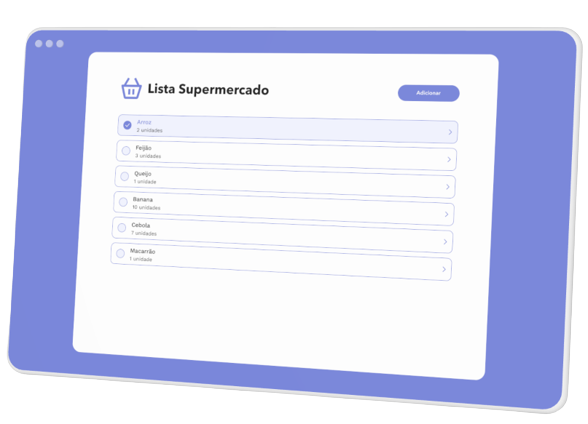 Lista Supermercado
Adicionar
Arroz
2 unidades
Feijão
3 unidades
Queijo
1 unidade
Banana
10 unidades
Cebola
7 unidades
Macarrão
1 unidade